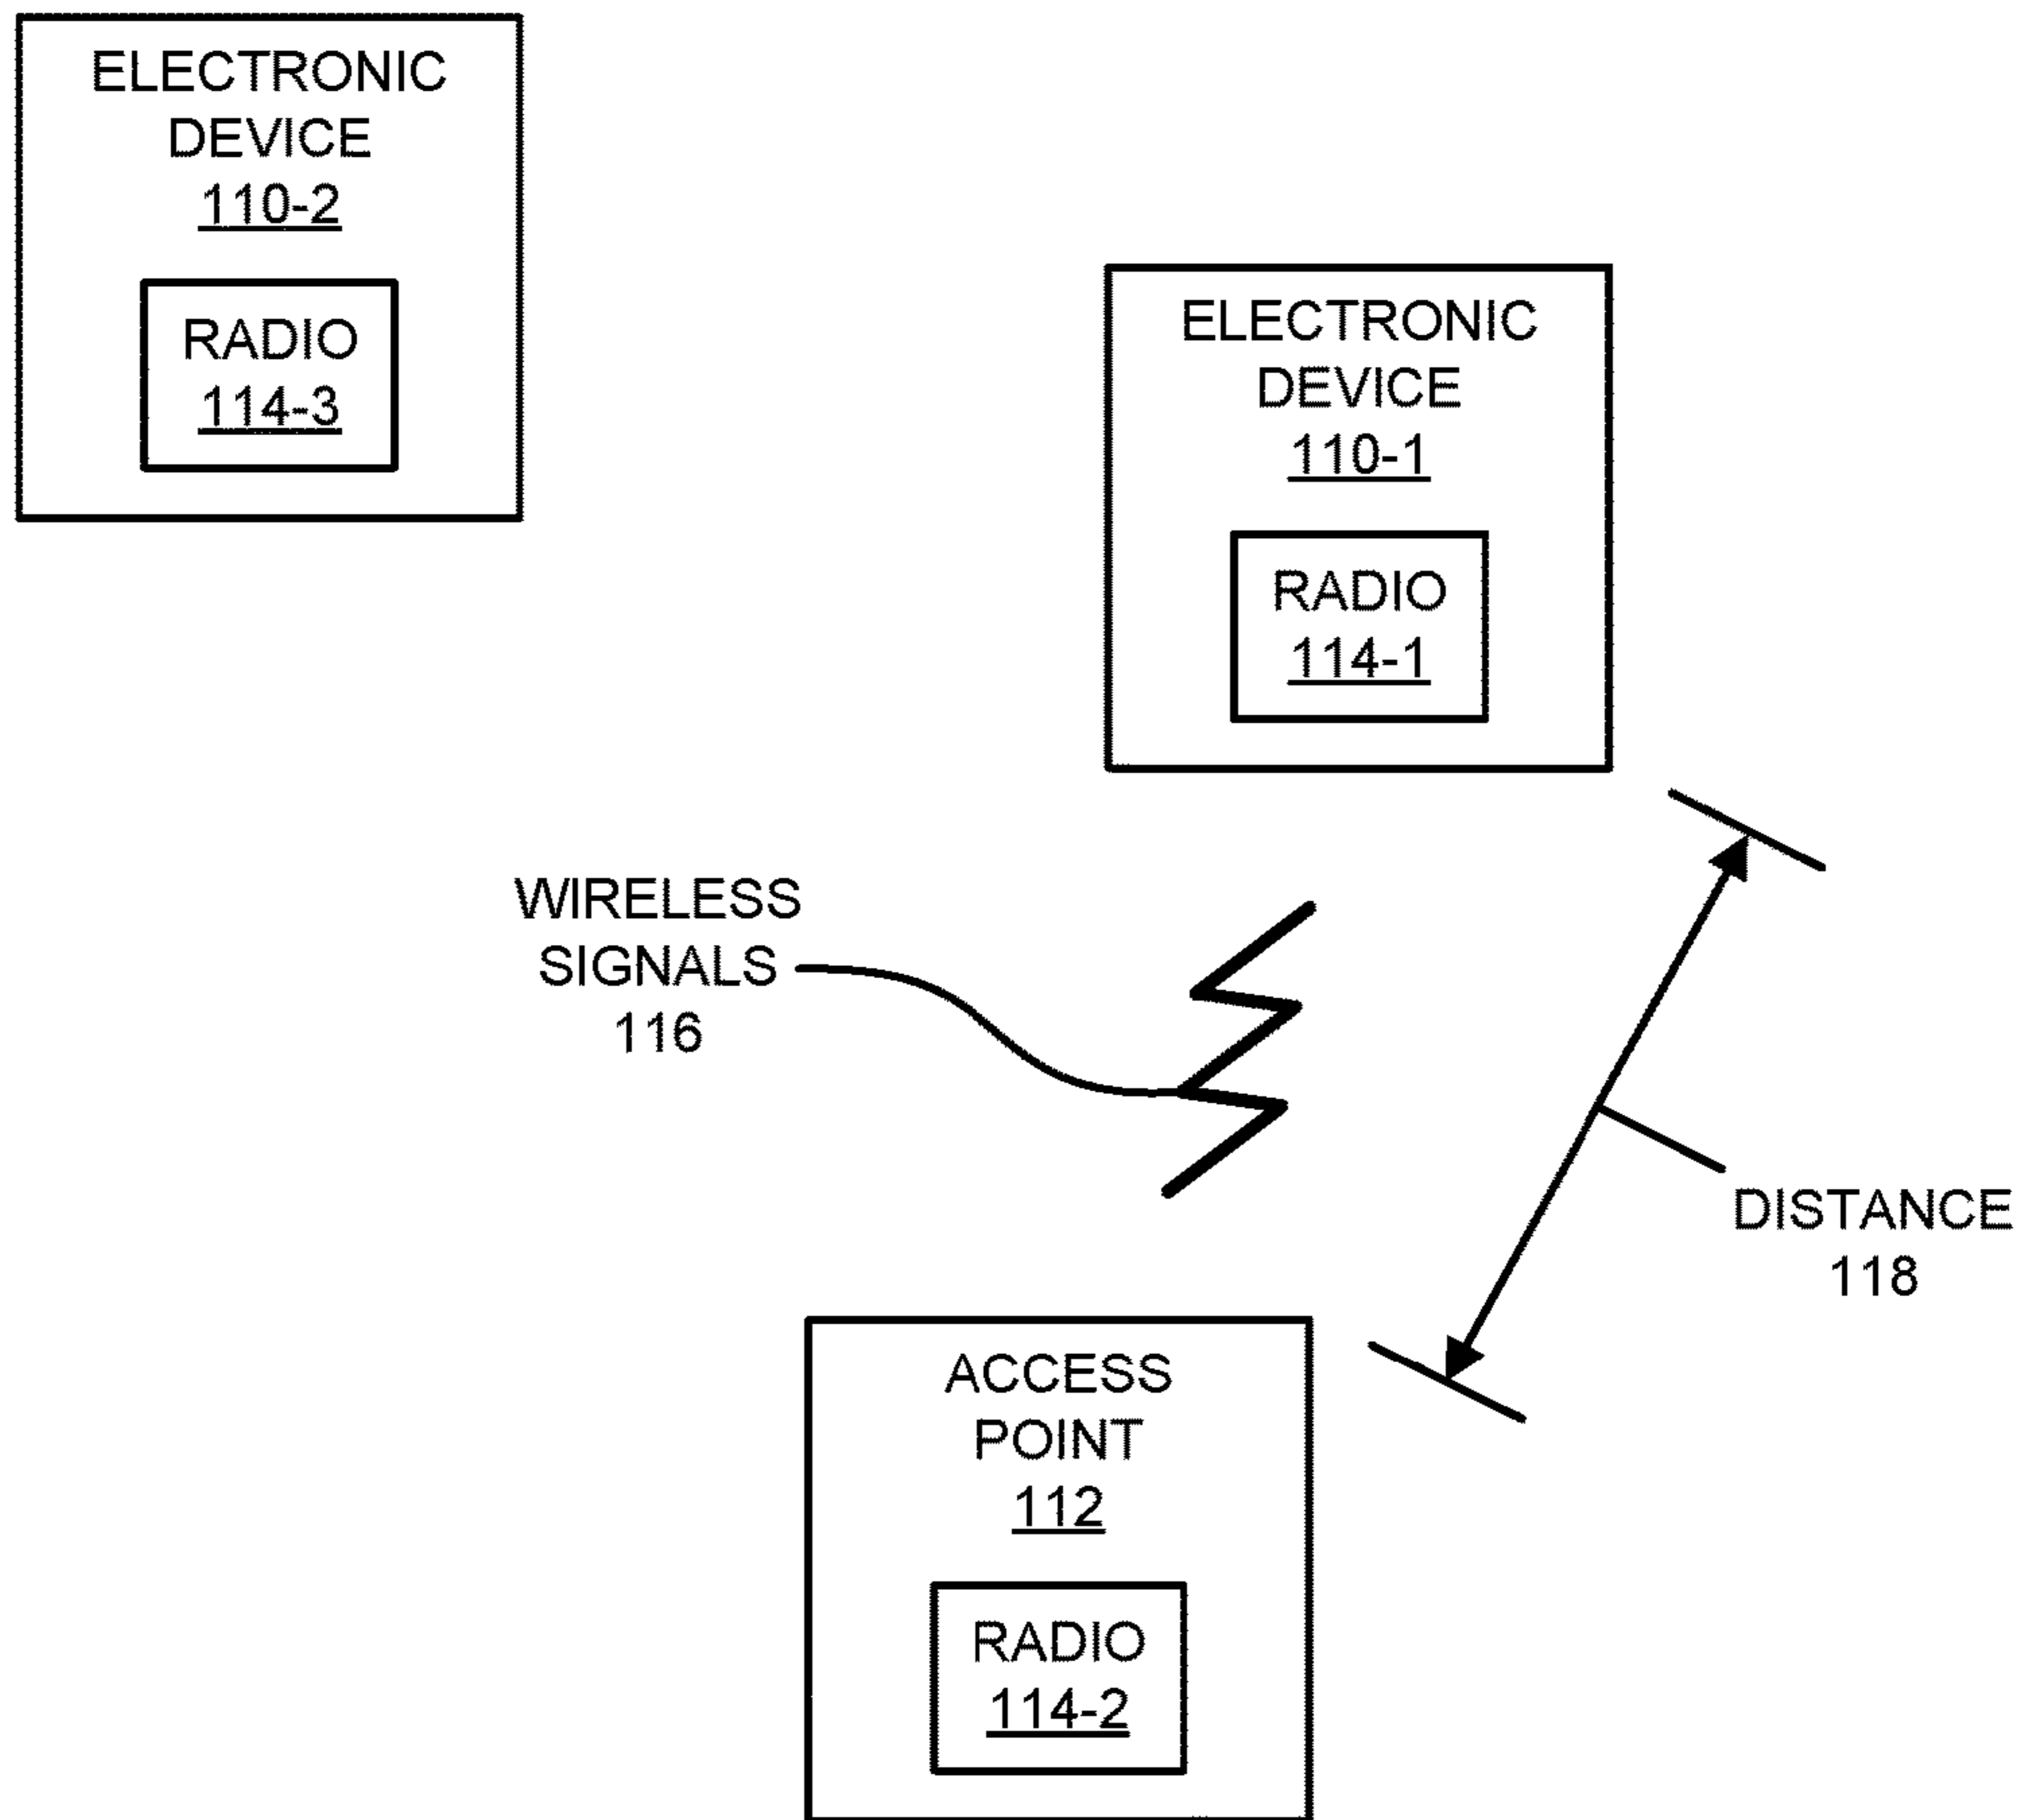 ELECTRONIC
DEVICE
110-2
RADIO
114-3
ELECTRONIC
DEVICE
110-1
RADIO
114-1
WIRELESS
SIGNALS
116
DISTANCE
118
ACCESS
POINT
112
RADIO
114-2